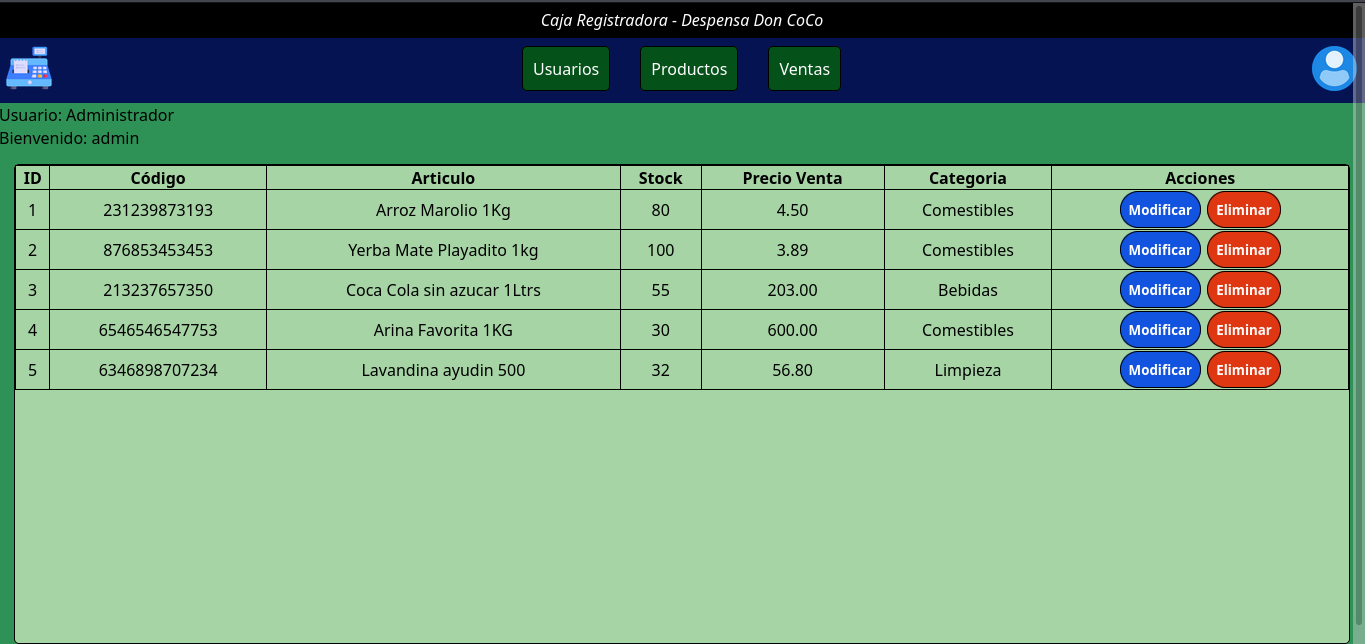 Caja Registradora - Despensa Don CoCo
Usuarios Productos Ventas
Usuario: Administrador
Bienvenido: admin
ID Código Articulo Stock Precio Venta Categoria Acciones
1 231239873193 Arroz Marolio 1Kg 80 4.50 Comestibles Modificar Eliminar
2 876853453453 Yerba Mate Playadito 1kg 100 3.89 Comestibles Modificar Eliminar
3 213237657350 Coca Cola sin azucar 1Ltrs 55 203.00 Bebidas Modificar Eliminar
4 6546546547753 Arina Favorita 1KG 30 600.00 Comestibles Modificar Eliminar
5 6346898707234 Lavandina ayudin 500 32 56.80 Limpieza Modificar Eliminar